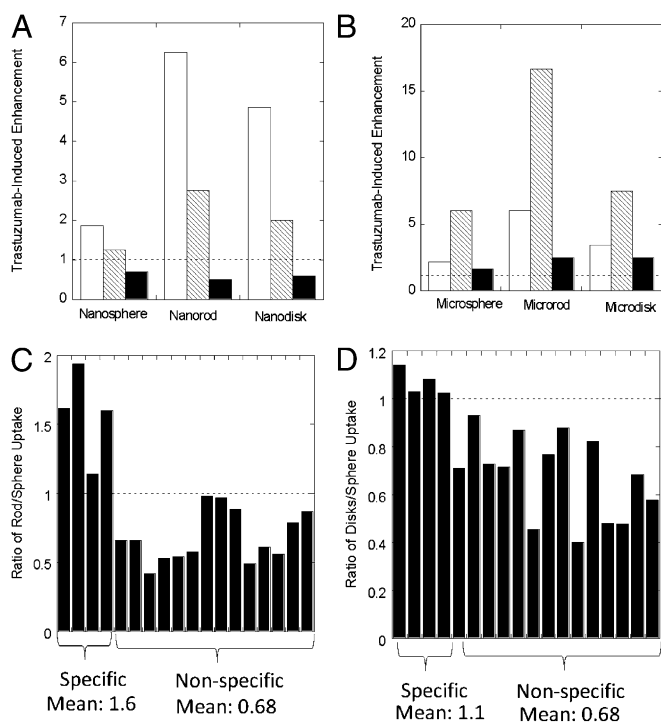 A
Trastuzumab-Induced Enhancement
7
6
5
4
3
2
1
0
Nanosphere Nanorod Nanodisk
B
Trastuzumab-Induced Enhancement
20
15
10
5
0
Microsphere Microrod Microdisk
C
Ratio of Rod/Sphere Uptake
2
1.5
1
0.5
0
Specific
Mean: 1.6
Non-specific
Mean: 0.68
D
Ratio of Disks/Sphere Uptake
1.2
1
0.8
0.6
0.4
0.2
0
Specific
Mean: 1.1
Non-specific
Mean: 0.68